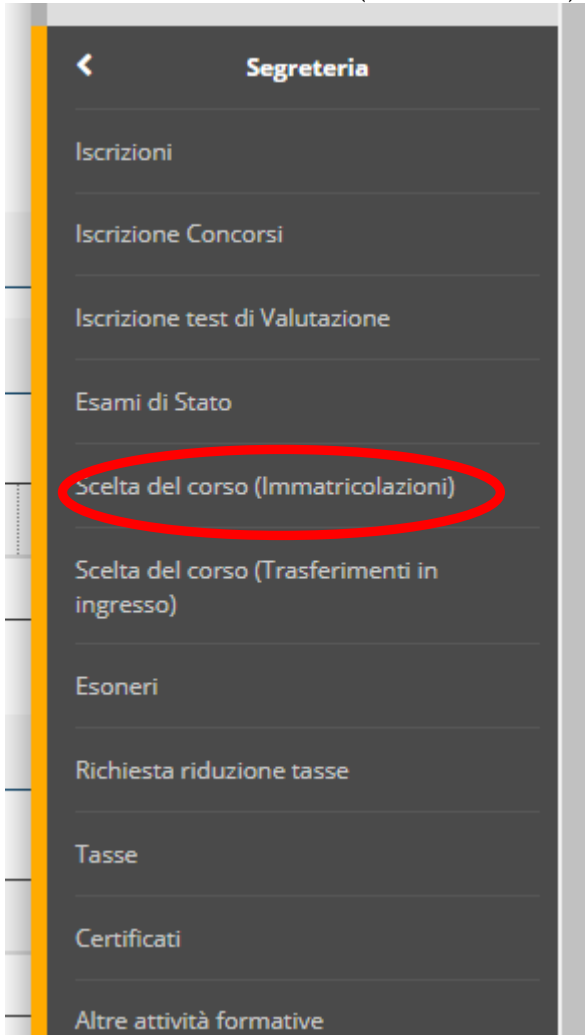 Segreteria
Iscrizioni
Iscrizione Concorsi
Iscrizione test di Valutazione
Esami di Stato
Scelta del corso (Immatricolazioni)
Scelta del corso (Trasferimenti in
ingresso)
Esoneri
Richiesta riduzione tasse
Tasse
Certificati
Altre attività formative